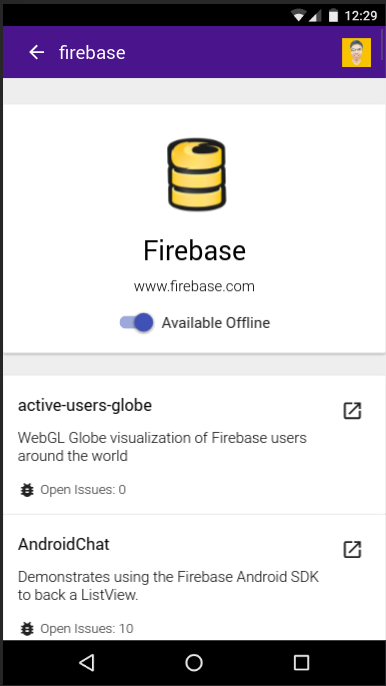 12:29
firebase
Firebase
www.firebase.com
Available Offline
active-users-globe
WebGL Globe visualization of Firebase users
around the world
Open Issues: 0
AndroidChat
Demonstrates using the Firebase Android SDK
to back a ListView.
Open Issues: 10